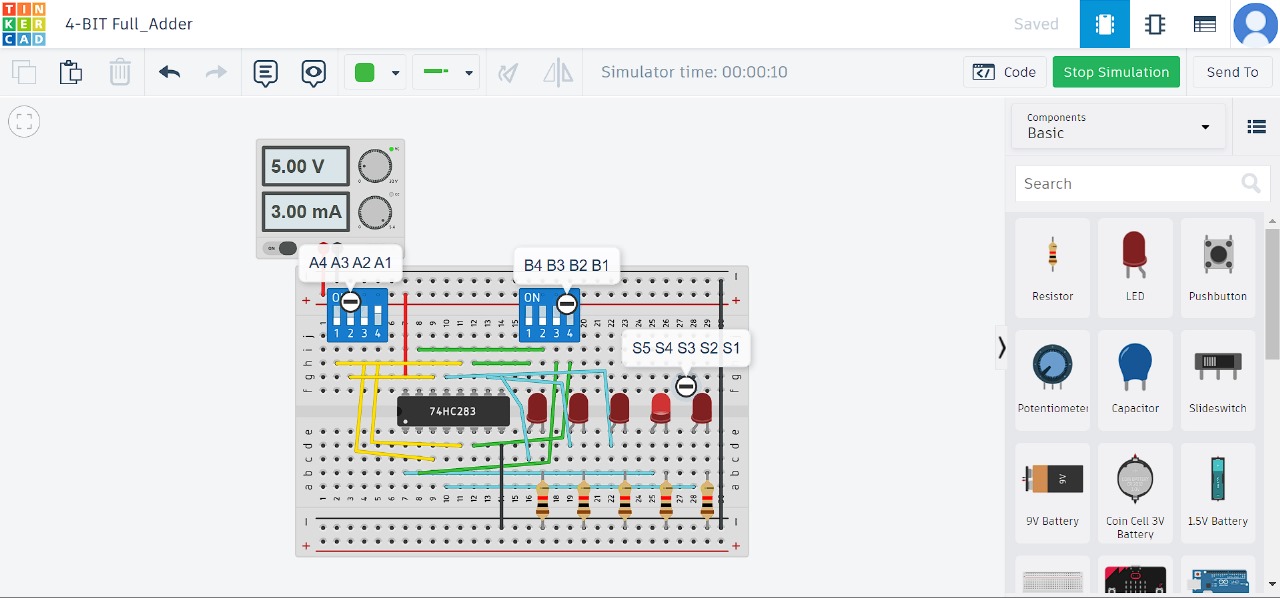 TIN
KER
CAD
4-BIT Full_Adder
Saved
Simulator time: 00:00:10
Code
Stop Simulation
Send To
Components
Basic
Search
Resistor
LED
Pushbutton
Potentiometer
Capacitor
Slideswitch
9V
9V Battery
Coin Cell 3V
Battery
1.5V Battery
5.00 V
3.00 mA
ON
A4 A3 A2 A1
B4 B3 B2 B1
ON
1 2 3 4
1 2 3 4
S5 S4 S3 S2 S1
74HC283